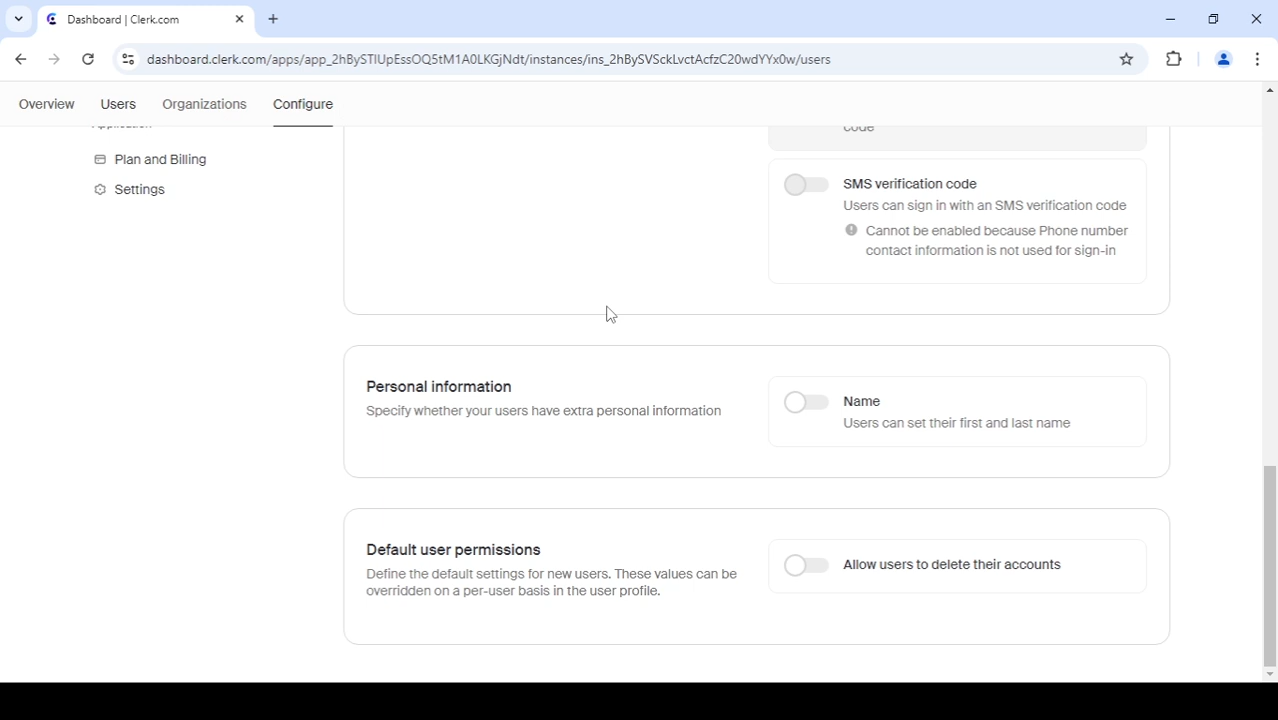 Dashboard | Clerk.com
dashboard.clerk.com/apps/app_2hBySTlUpEssOQ5tM1A0LKGjNdt/instances/ins_2hBySVSckLvctAcfzC20wdYYx0w/users
Overview
Users
Organizations
Configure
Application
Plan and Billing
Settings
code
SMS verification code
Users can sign in with an SMS verification code
Cannot be enabled because Phone number
contact information is not used for sign-in
Personal information
Specify whether your users have extra personal information
Name
Users can set their first and last name
Default user permissions
Define the default settings for new users. These values can be
overridden on a per-user basis in the user profile.
Allow users to delete their accounts